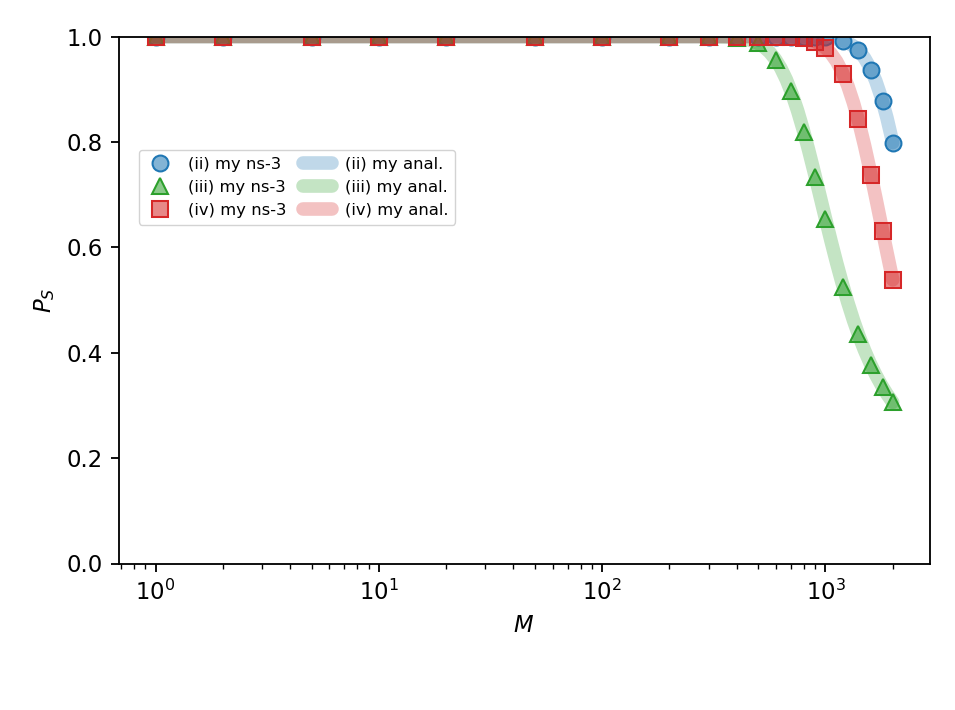 1.0
0.8
(ii) my ns-3 (ii) my anal.
(iii) my ns-3 (iii) my anal.
(iv) my ns-3 (iv) my anal.
0.6
P_S
0.4
0.2
0.0
10^0 10^1 10^2 10^3
M